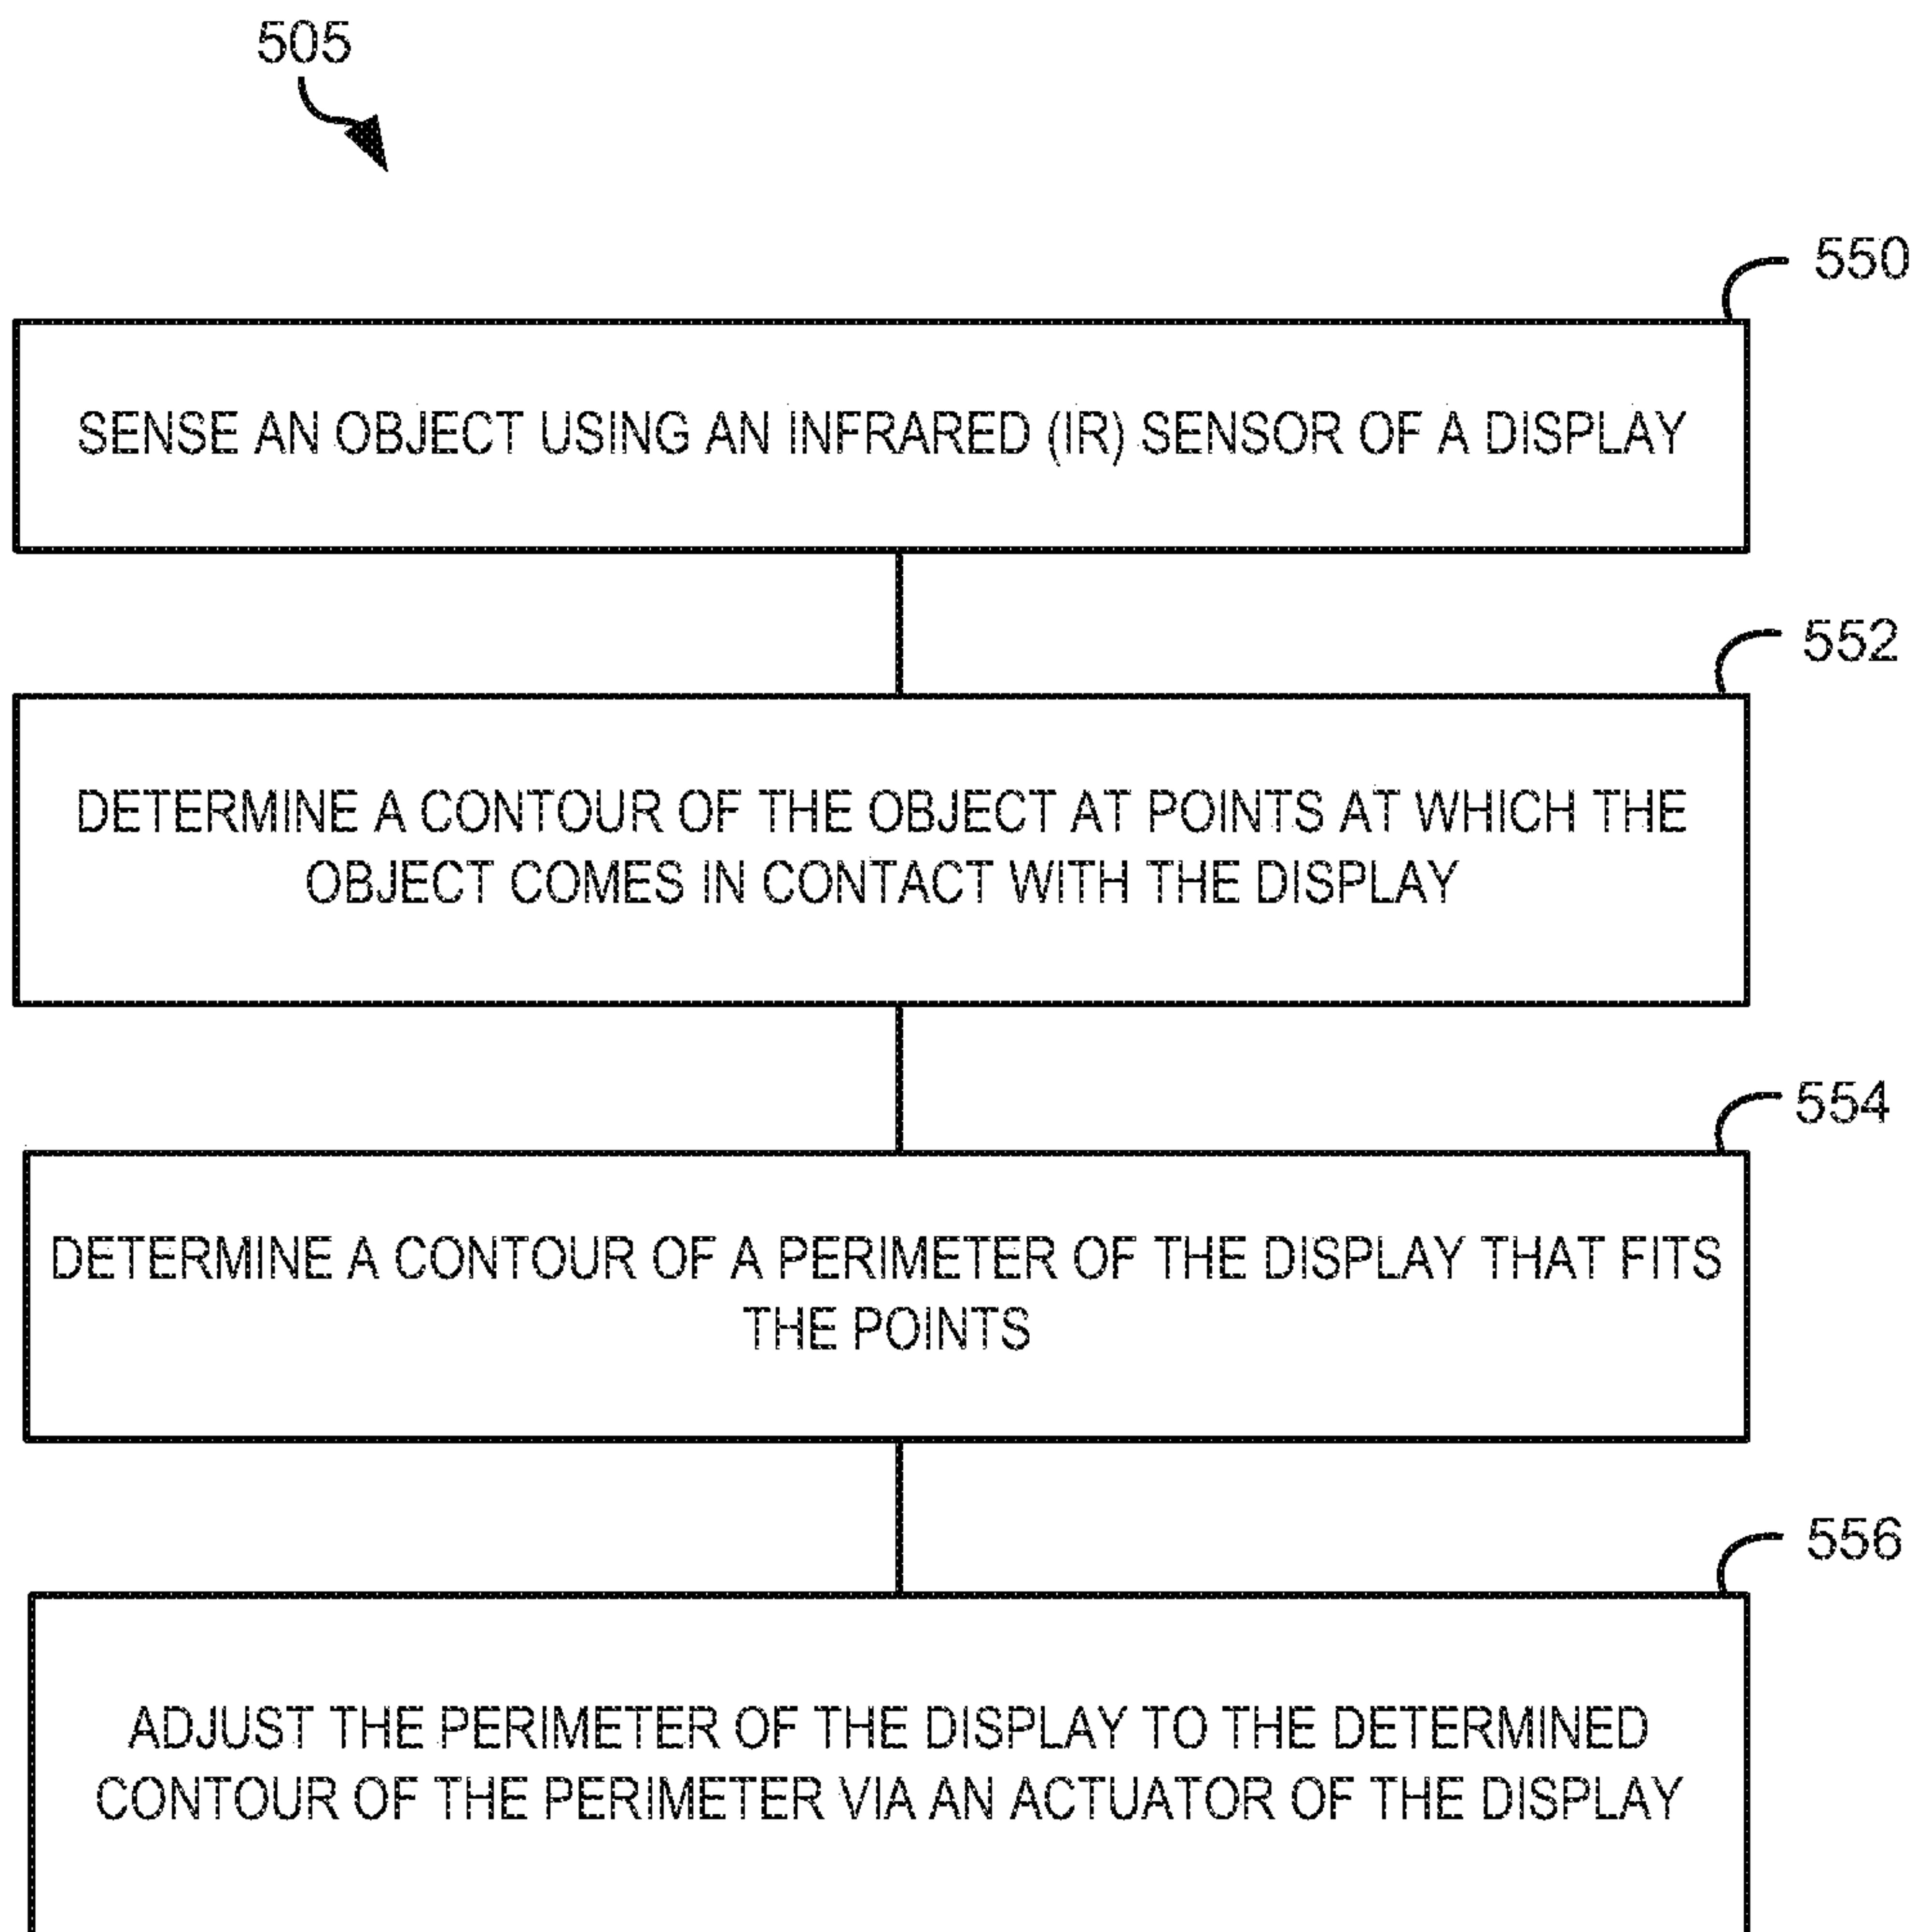 505
550
SENSE AN OBJECT USING AN INFRARED (IR) SENSOR OF A DISPLAY
552
DETERMINE A CONTOUR OF THE OBJECT AT POINTS AT WHICH THE
OBJECT COMES IN CONTACT WITH THE DISPLAY
554
DETERMINE A CONTOUR OF A PERIMETER OF THE DISPLAY THAT FITS
THE POINTS
556
ADJUST THE PERIMETER OF THE DISPLAY TO THE DETERMINED
CONTOUR OF THE PERIMETER VIA AN ACTUATOR OF THE DISPLAY